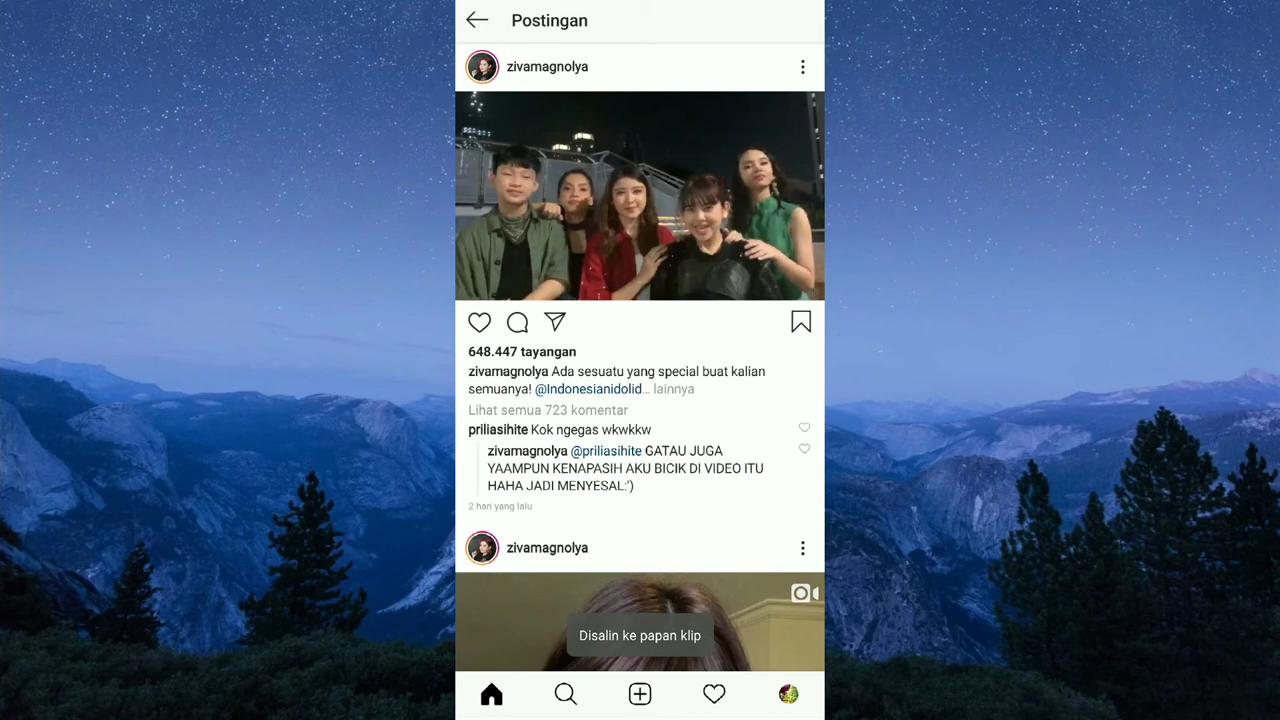 Postingan
zivamagnolya
648.447 tayangan
zivamagnolya Ada sesuatu yang special buat kalian
semuanya! @Indonesianidolid... lainnya
Lihat semua 723 komentar
priliasihite Kok ngegas wkwkkw
zivamagnolya @priliasihite GATAU JUGA
YAAMPUN KENAPASIH AKU BICIK DI VIDEO ITU
HAHA JADI MENYESAL:')
2 hari yang lalu
zivamagnolya
Disalin ke papan klip